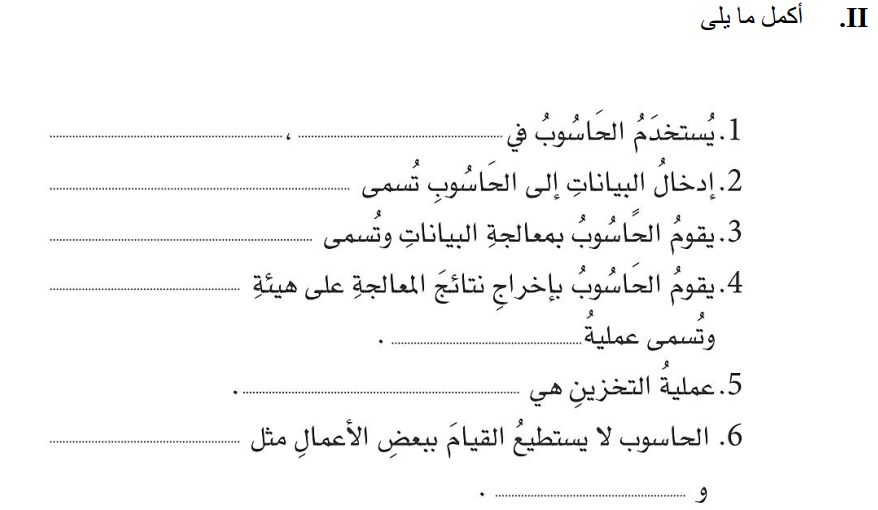 II. أكمل ما يلى
1. يُستخدَمُ الحَاسُوبُ في ........................ ، ........................
2. إدخالُ البياناتِ إلى الحَاسُوبِ تُسمى ........................
3. يقومُ الحًاسُوبُ بمعالجةِ البياناتِ وتُسمى ........................
4. يقومُ الحَاسُوبُ بإخراجِ نتائجَ المعالجةِ على هيئةِ ........................
وتُسمى عمليةُ ........................ .
5. عمليةُ التخزينِ هي ........................ .
6. الحاسوب لا يستطيعُ القيامَ ببعضِ الأعمالِ مثل ........................
و ........................ .